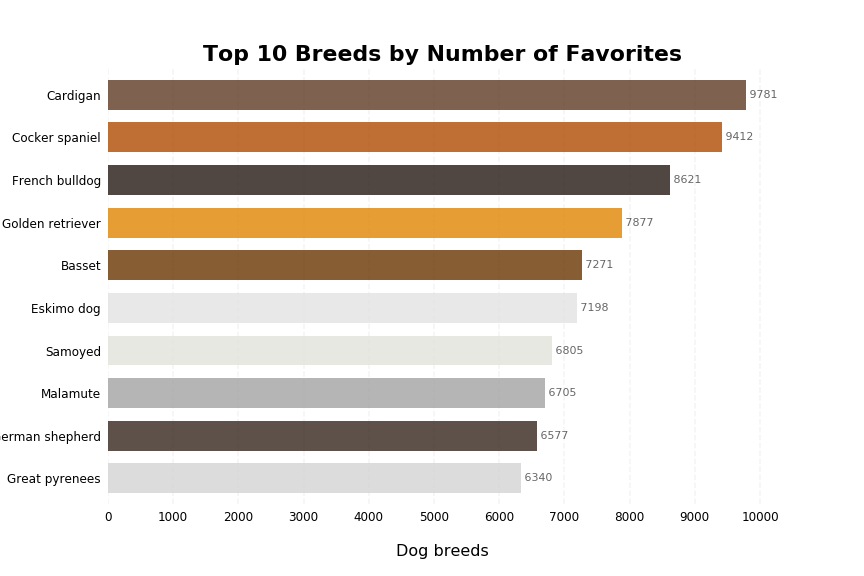 Top 10 Breeds by Number of Favorites
Cardigan 9781
Cocker spaniel 9412
French bulldog 8621
Golden retriever 7877
Basset 7271
Eskimo dog 7198
Samoyed 6805
Malamute 6705
erman shepherd 6577
Great pyrenees 6340
0 1000 2000 3000 4000 5000 6000 7000 8000 9000 10000
Dog breeds